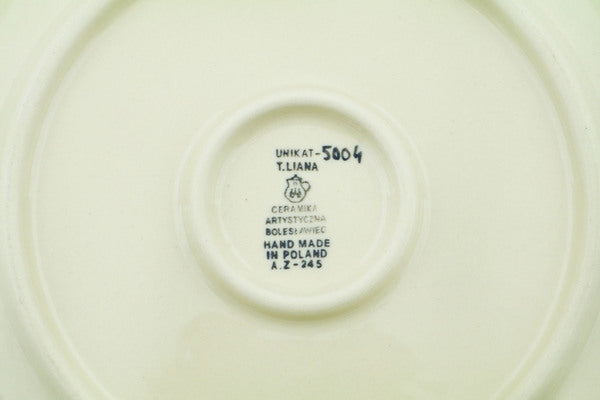 UNIKAT-5004
T.LIANA
CERAMIKA
ARTYSTYCZNA
BOLESŁAWIEC
HAND MADE
IN POLAND
A.Z-245